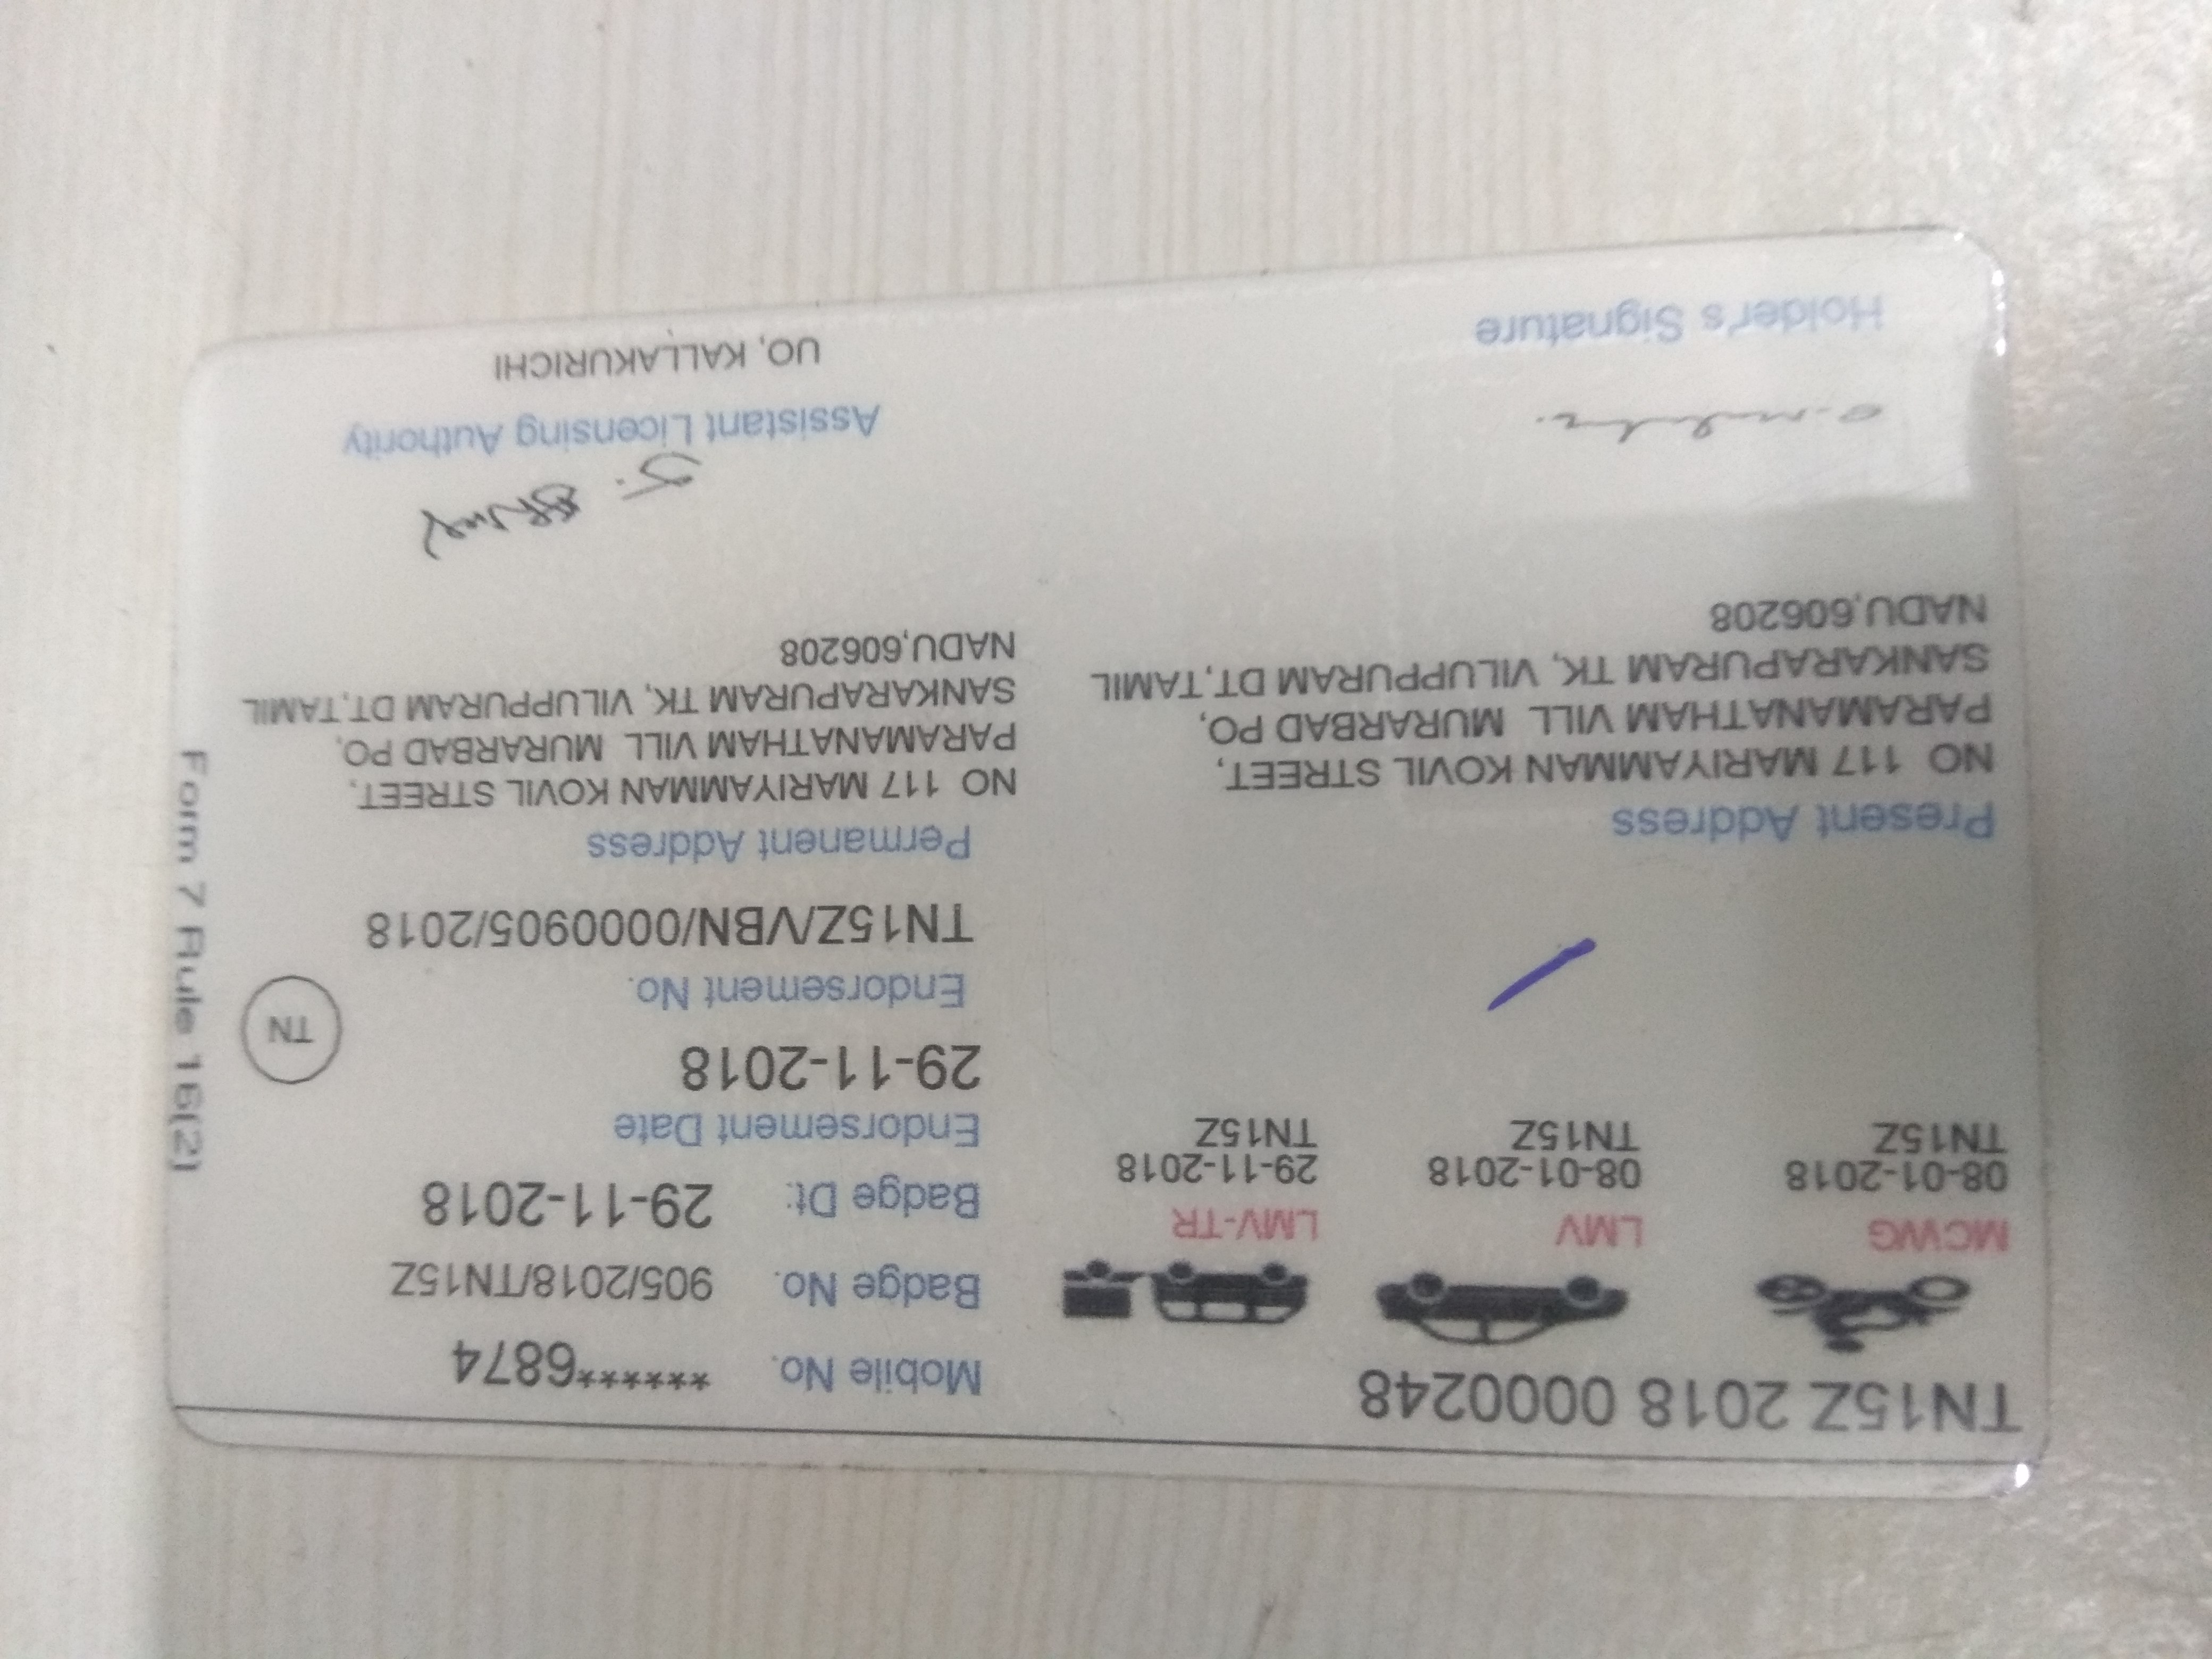 TN15Z 2018 0000248
MCWG
08-01-2018
TN15Z
LMV
08-01-2018
TN15Z
LMV-TR
29-11-2018
TN15Z
Mobile No. ******6874
Badge No. 905/2018/TN15Z
Badge Dt: 29-11-2018
Endorsement Date
29-11-2018
Endorsement No.
TN15Z/VBN/0000905/2018
TN
Form 7 Rule 16(2)
Present Address
NO 117 MARIYAMMAN KOVIL STREET,
PARAMANATHAM VILL MURARBAD PO,
SANKARAPURAM TK, VILUPPURAM DT,TAMIL
NADU,606208
Permanent Address
NO 117 MARIYAMMAN KOVIL STREET,
PARAMANATHAM VILL MURARBAD PO,
SANKARAPURAM TK, VILUPPURAM DT,TAMIL
NADU,606208
Holder's Signature
Assistant Licensing Authority
UO, KALLAKURICHI